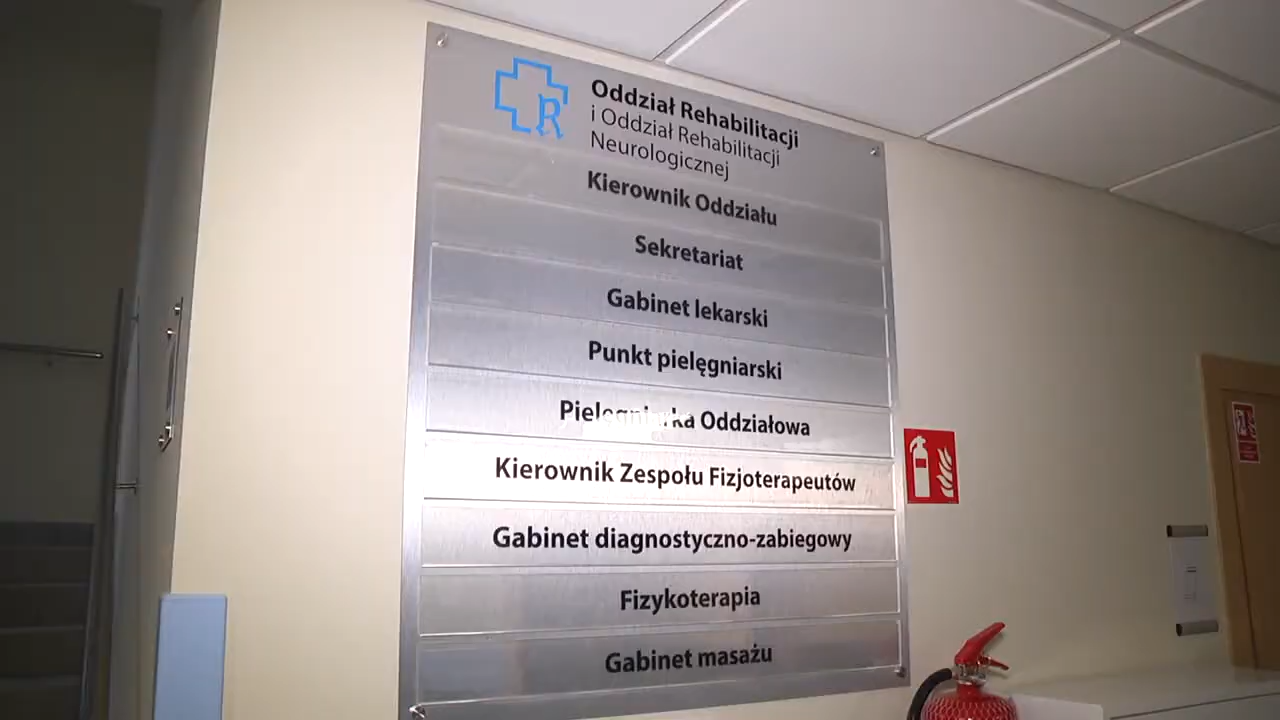 Oddział Rehabilitacji
i Oddział Rehabilitacji
Neurologicznej
Kierownik Oddziału
Sekretariat
Gabinet lekarski
Punkt pielęgniarski
Pielęgniarka Oddziałowa
Kierownik Zespołu Fizjoterapeutów
Gabinet diagnostyczno-zabiegowy
Fizykoterapia
Gabinet masażu